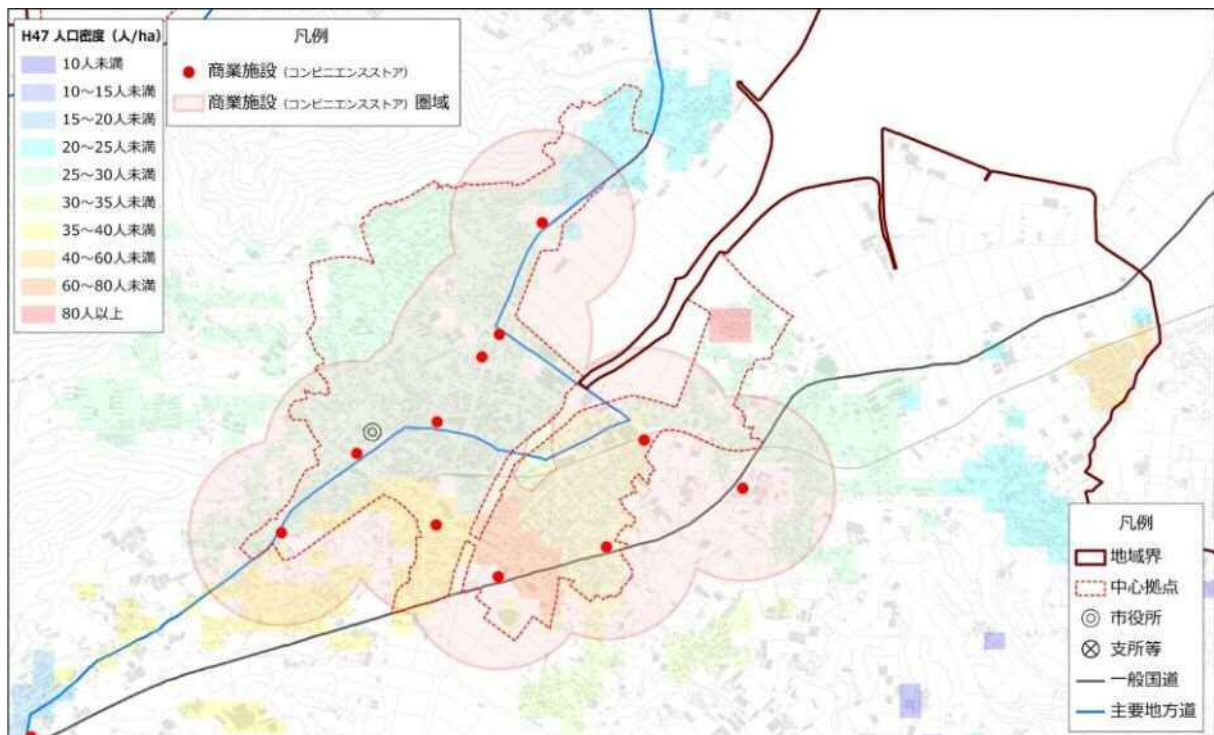 H47 人口密度（人/ha）
10人未満
10～15人未満
15～20人未満
20～25人未満
25～30人未満
30～35人未満
35～40人未満
40～60人未満
60～80人未満
80人以上
凡例
商業施設（コンビニエンスストア）
商業施設（コンビニエンスストア）圏域
凡例
地域界
中心拠点
市役所
支所等
一般国道
主要地方道